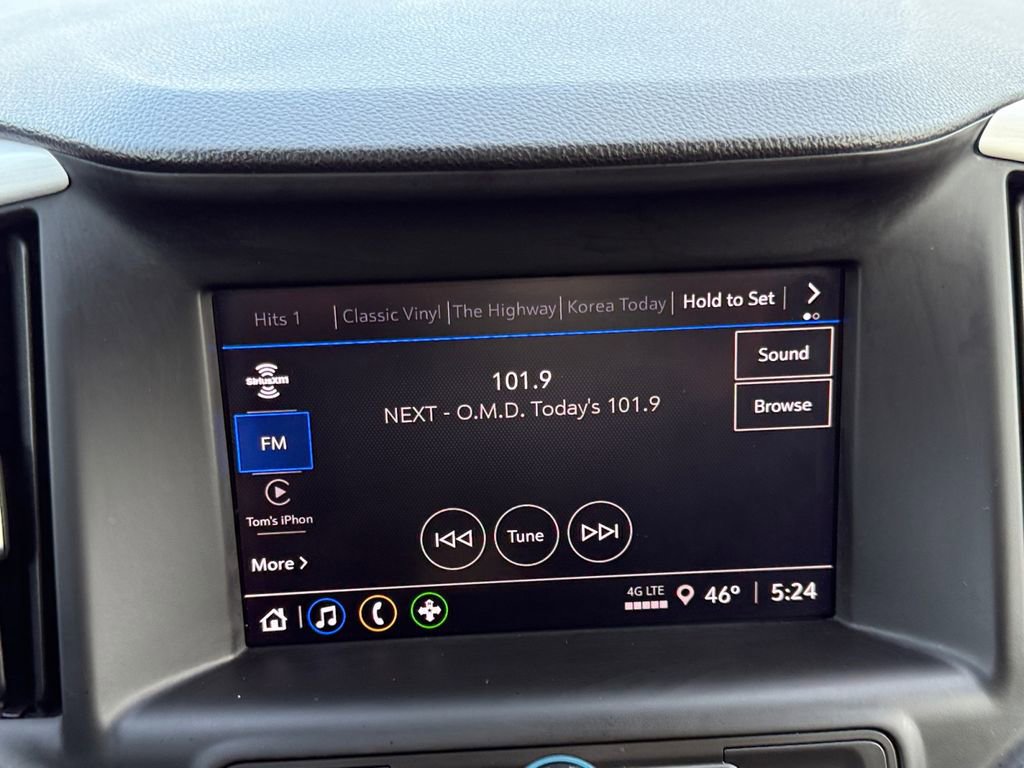 Hits 1 Classic Vinyl The Highway Korea Today Hold to Set
Sound
SiriusXM
101.9
NEXT - O.M.D. Today's 101.9
Browse
FM
Tom's iPhon
Tune
More
4G LTE 46° 5:24